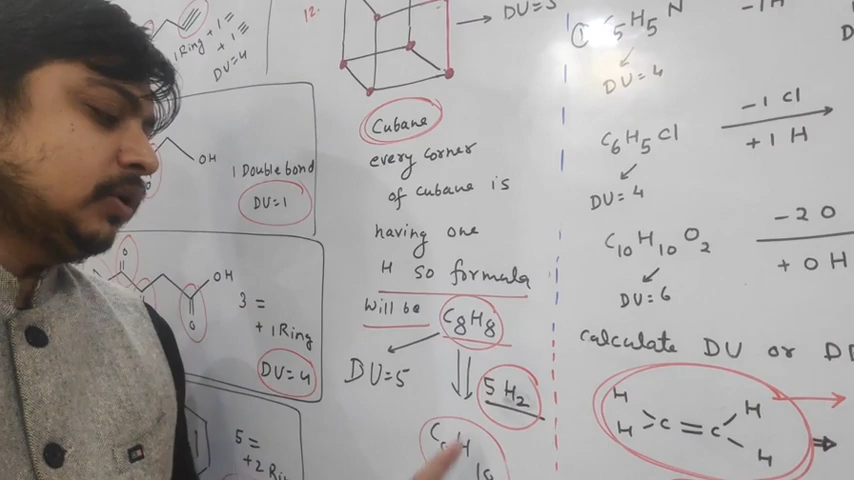 1 Ring + 1 =
+ 1 ≡
DU = 4
OH
1 Double bond
DU=1
O
OH
O
3 =
+ 1 Ring
DU=4
5 =
12.
DU=5
Cubane
every corner
of cubane is
having one
H so formula
will be C8H8
DU=5
5 H2
C5H5N
-1H
DU = 4
C6H5Cl
-1 Cl
+1 H
DU= 4
C10H10O2
-2 O
+ O H
DU= 6
calculate DU or
H
H
C = C
H
H